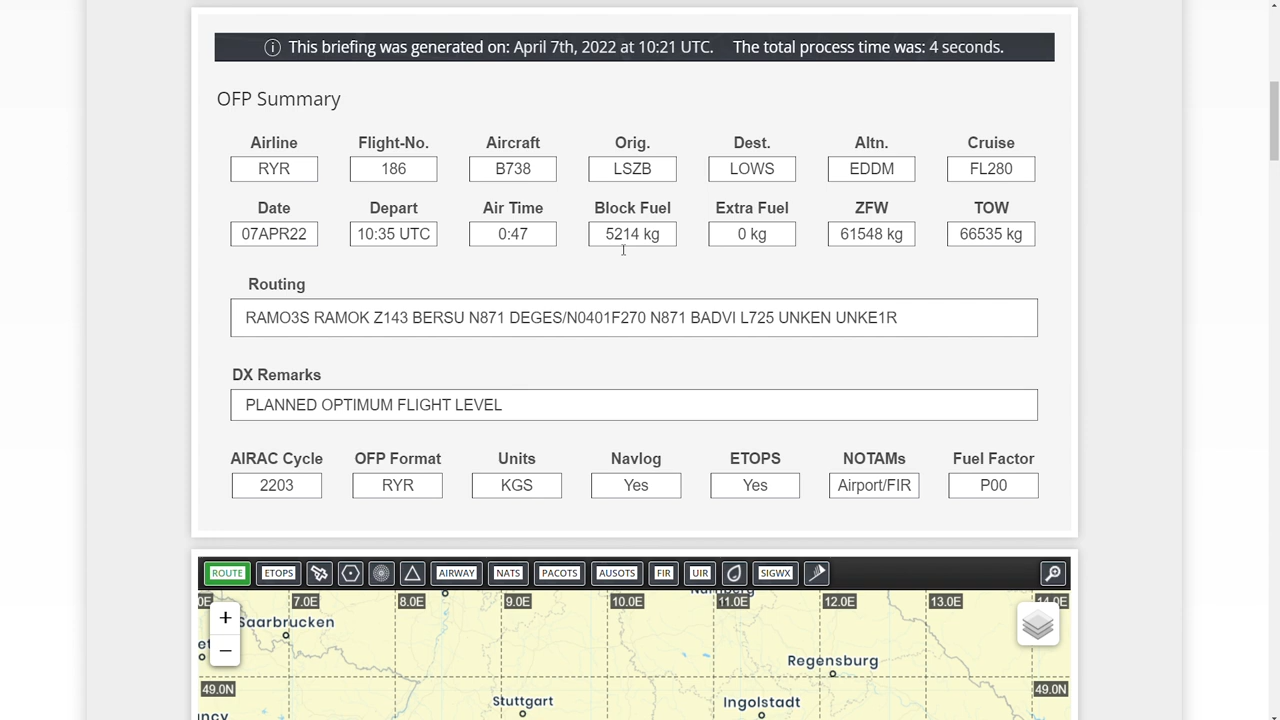 This briefing was generated on: April 7th, 2022 at 10:21 UTC. The total process time was: 4 seconds.
OFP Summary
Airline Flight-No. Aircraft Orig. Dest. Altn. Cruise
RYR 186 B738 LSZB LOWS EDDM FL280
Date Depart Air Time Block Fuel Extra Fuel ZFW TOW
07APR22 10:35 UTC 0:47 5214 kg 0 kg 61548 kg 66535 kg
Routing
RAMO3S RAMOK Z143 BERSU N871 DEGES/N0401F270 N871 BADVI L725 UNKEN UNKE1R
DX Remarks
PLANNED OPTIMUM FLIGHT LEVEL
AIRAC Cycle OFP Format Units Navlog ETOPS NOTAMs Fuel Factor
2203 RYR KGS Yes Yes Airport/FIR P00
ROUTE ETOPS AIRWAY NATS PACOTS AUSOTS FIR UIR SIGWX
7.0E 8.0E 9.0E 10.0E 11.0E 12.0E 13.0E 14.0E
+
Saarbrucken
−
Regensburg
49.0N 49.0N
Stuttgart Ingolstadt